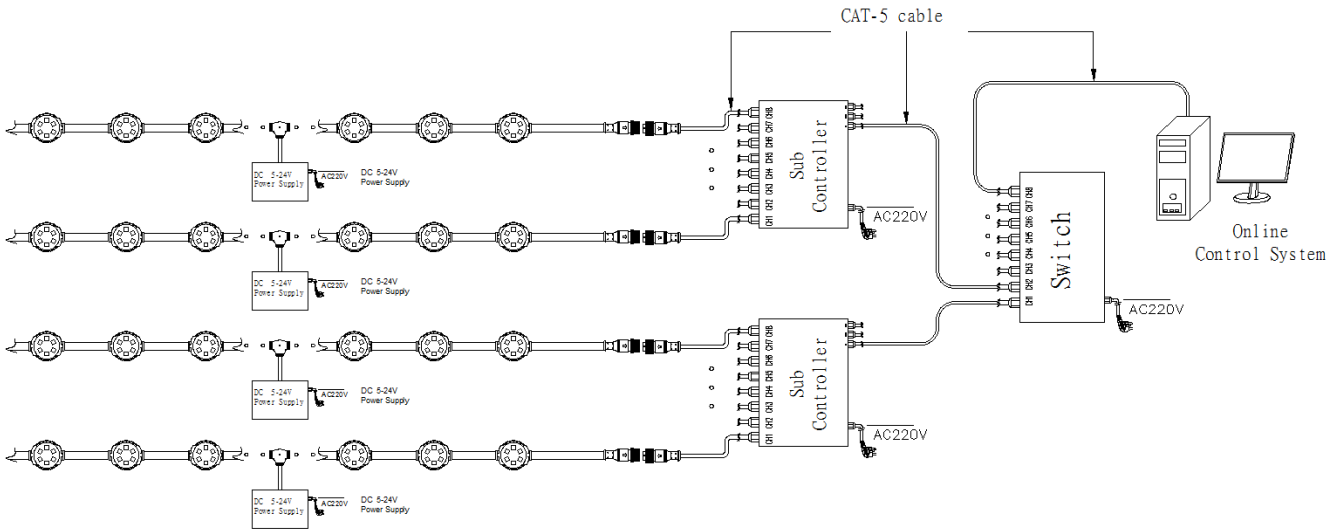 CAT-5 cable
CH8
CH7
CH6
CH5
CH4
CH3
CH2
CH1
Sub
Controller
AC220V
DC 5-24V
Power Supply
AC220V
DC 5-24V
Power Supply
DC 5-24V
Power Supply
AC220V
DC 5-24V
Power Supply
CH8
CH7
CH6
CH5
CH4
CH3
CH2
CH1
Switch
AC220V
Online
Control System
CH8
CH7
CH6
CH5
CH4
CH3
CH2
CH1
Sub
Controller
AC220V
DC 5-24V
Power Supply
AC220V
DC 5-24V
Power Supply
DC 5-24V
Power Supply
AC220V
DC 5-24V
Power Supply